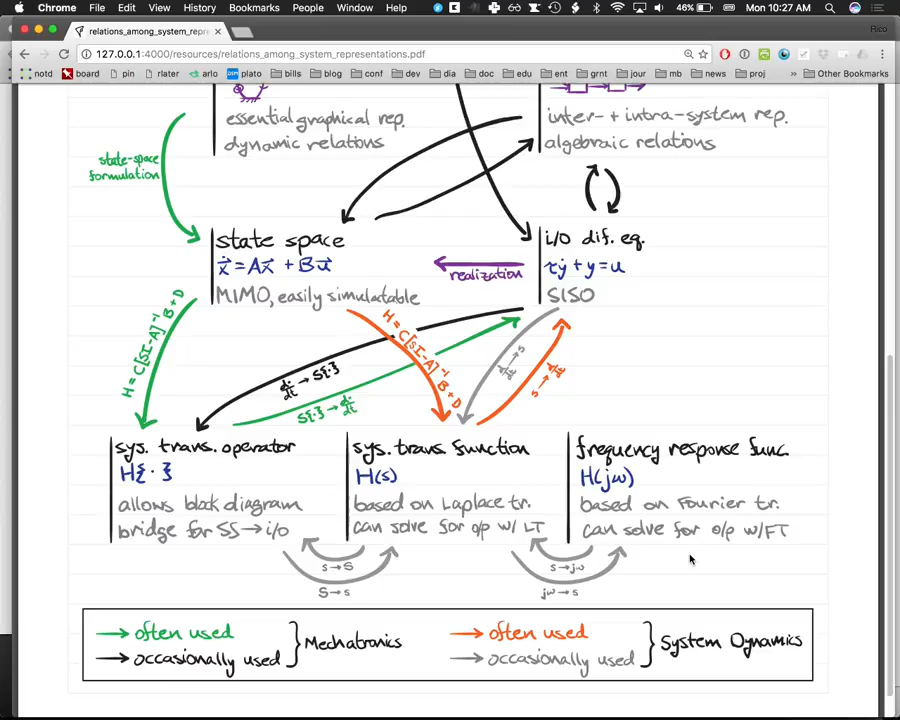 Chrome File Edit View History Bookmarks People Window Help 46% Mon 10:27 AM
relations_among_system_repre Rico
127.0.0.1:4000/resources/relations_among_system_representations.pdf
notd board pin rlater arlo plato bills blog conf dev dia doc edu ent grnt jour mb news proj » Other Bookmarks
essential graphical rep.
dynamic relations
inter- + intra-system rep.
algebraic relations
state-space
formulation
state space
ẋ = Ax⃗ + Bu⃗
MIMO, easily simulatable
realization
i/o dif. eq.
τẏ + y = u
SISO
H = C[SI-A]⁻¹ B + D
d·/dt → S{·}
S{·} → d·/dt
H = C[sI-A]⁻¹ B + D
d/dt → s
s → d/dt
sys. trans. operator
H{·}
allows block diagram
bridge for SS → i/o
sys. trans. function
H(s)
based on Laplace tr.
can solve for o/p w/ LT
frequency response func.
H(jω)
based on Fourier tr.
can solve for o/p w/FT
s → S
S → s
s → jω
jω → s
→ often used
→ occasionally used
Mechatronics
→ often used
→ occasionally used
System Dynamics